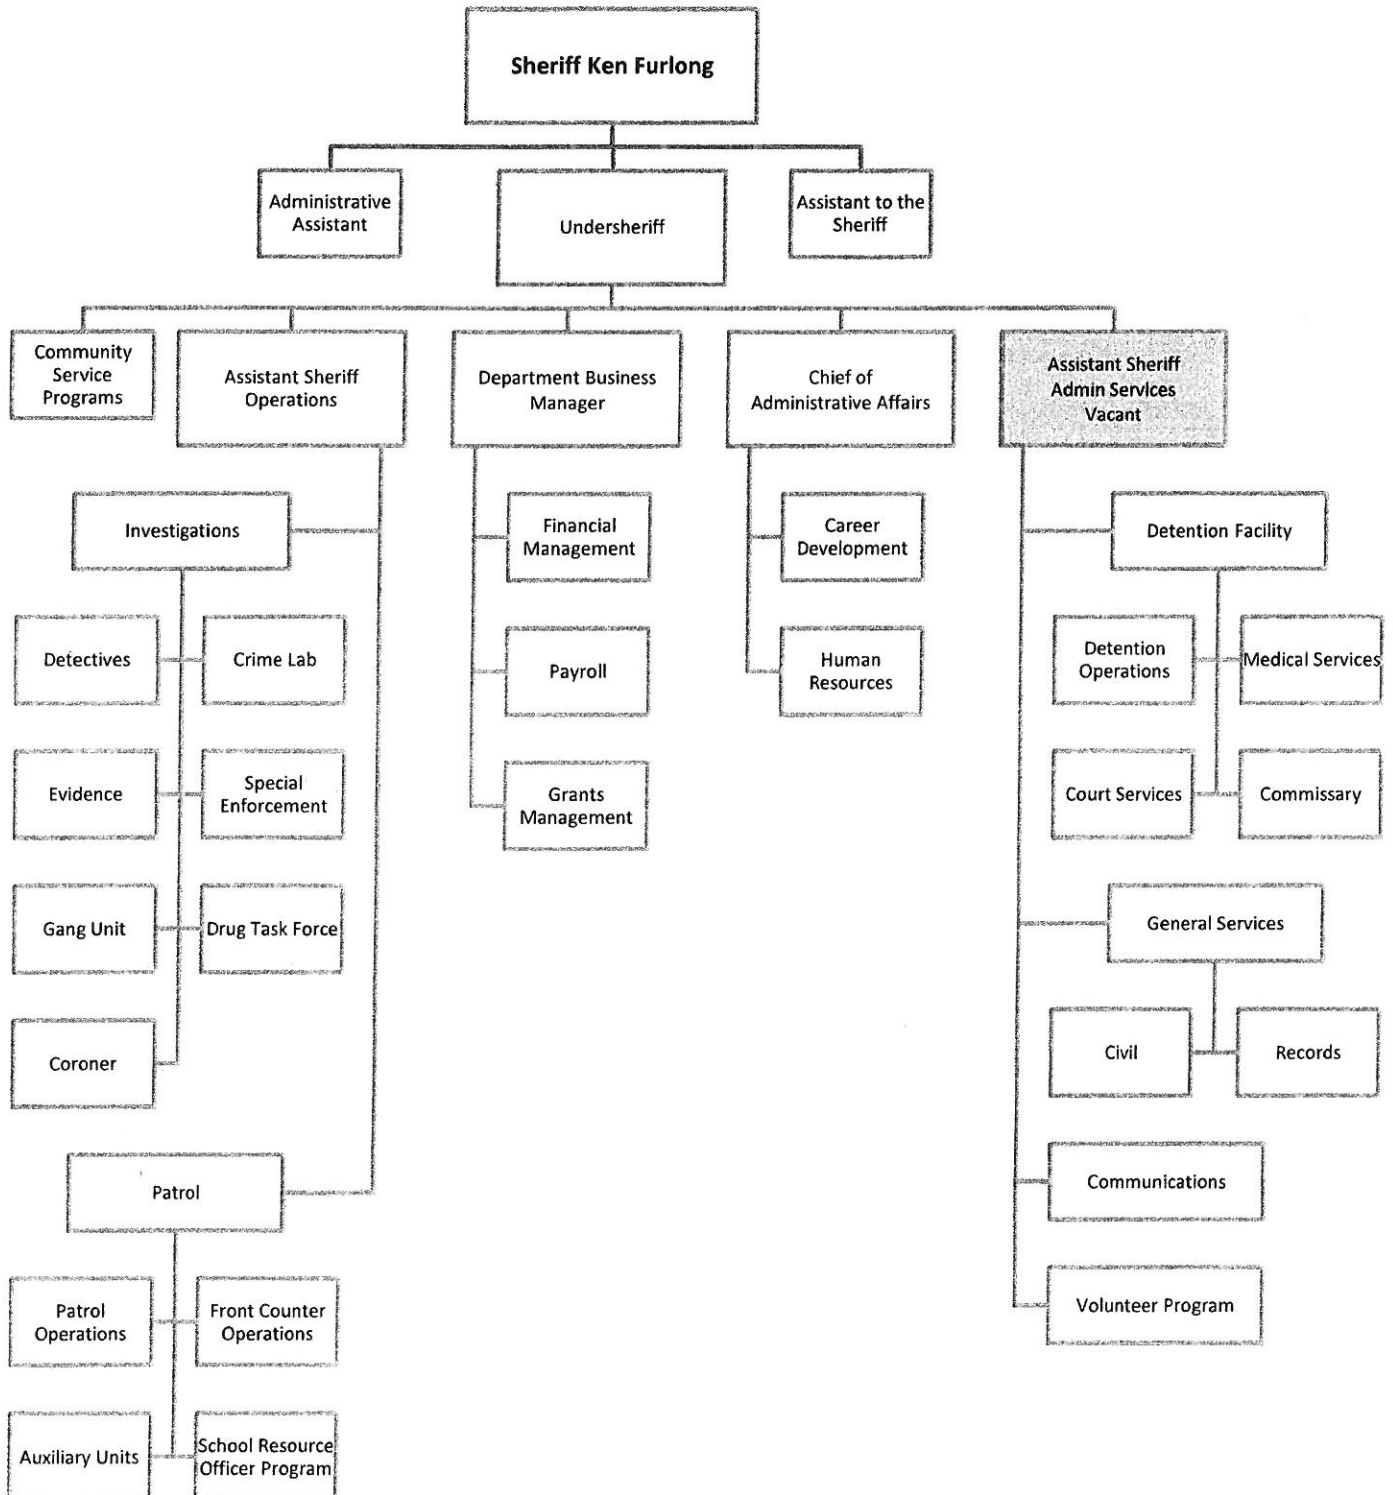 Sheriff Ken Furlong
Administrative
Assistant
Undersheriff
Assistant to the
Sheriff
Community
Service
Programs
Assistant Sheriff
Operations
Department Business
Manager
Chief of
Administrative Affairs
Assistant Sheriff
Admin Services
Vacant
Investigations
Detectives
Crime Lab
Evidence
Special
Enforcement
Gang Unit
Drug Task Force
Coroner
Patrol
Patrol
Operations
Front Counter
Operations
Auxiliary Units
School Resource
Officer Program
Financial
Management
Payroll
Grants
Management
Career
Development
Human
Resources
Detention Facility
Detention
Operations
Medical Services
Court Services
Commissary
General Services
Civil
Records
Communications
Volunteer Program